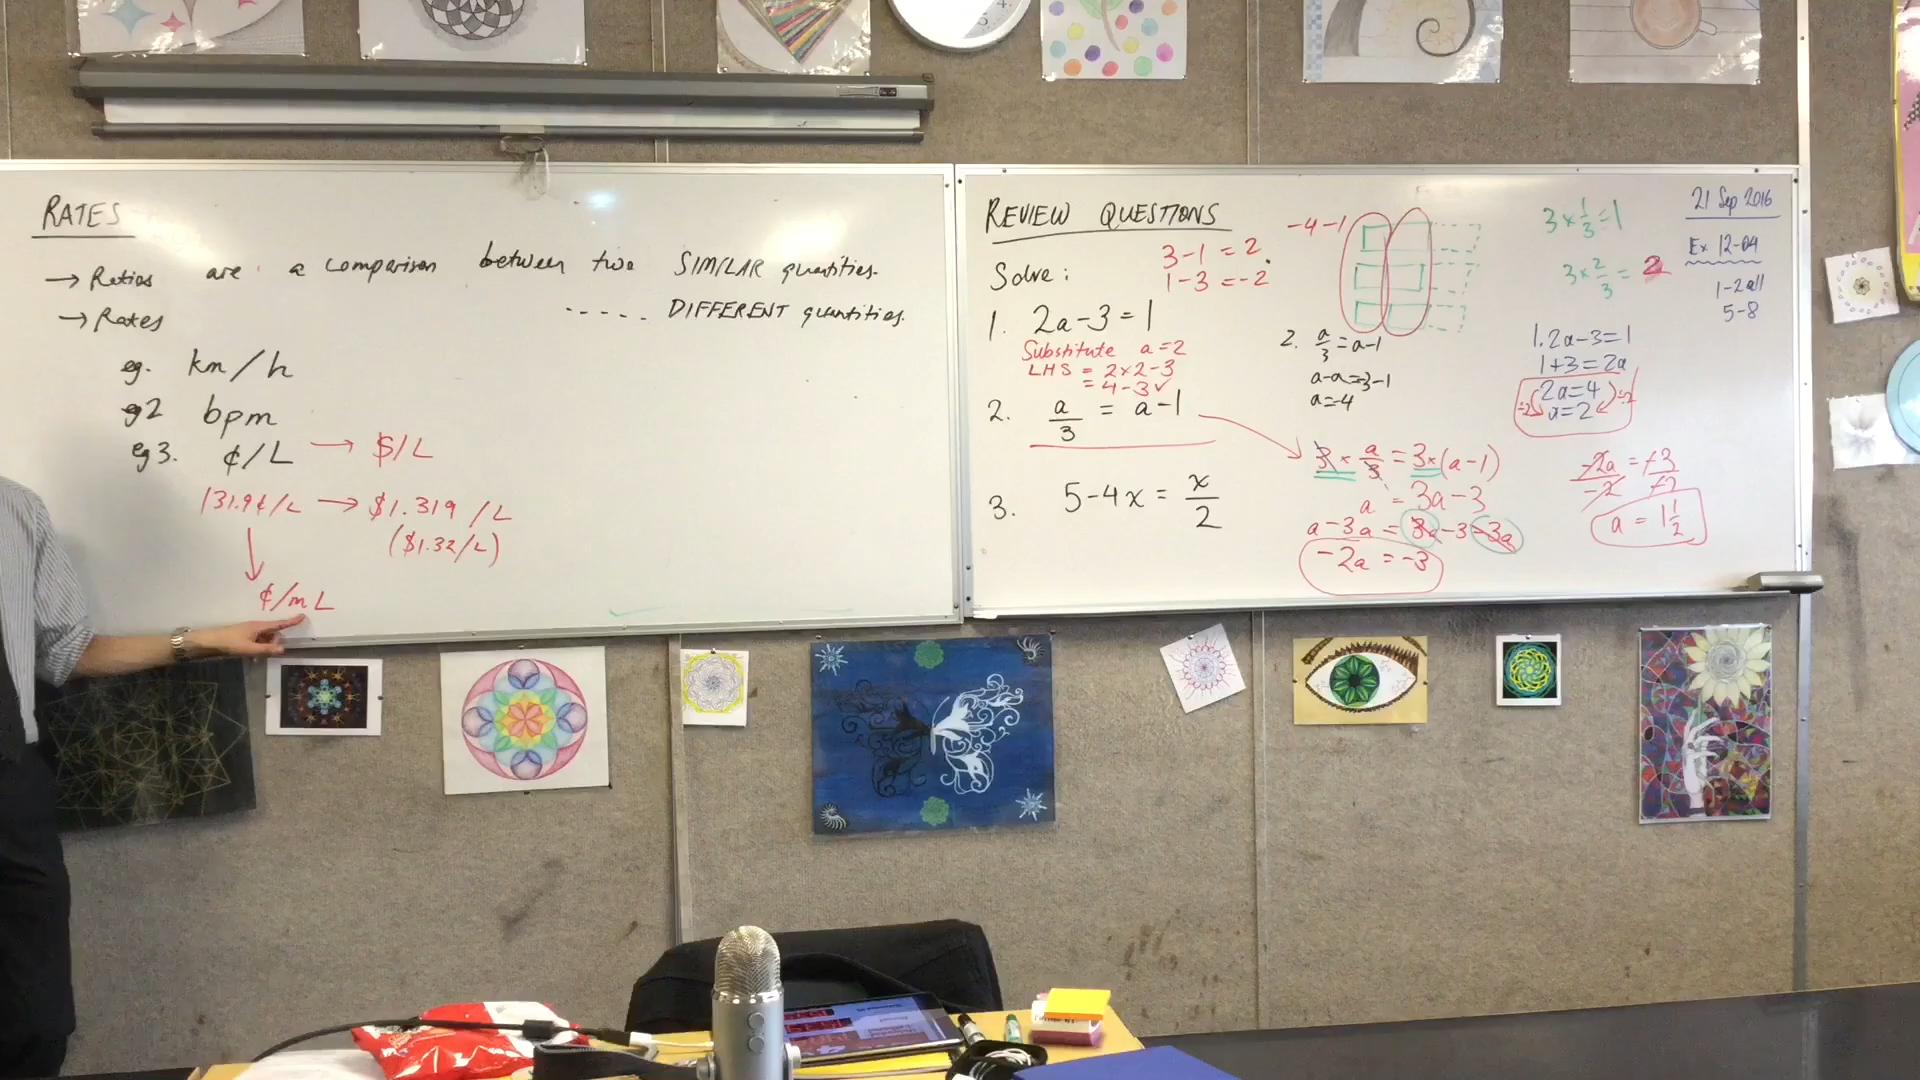 RATES
→ Ratios are a comparison between two SIMILAR quantities.
→ Rates ..... DIFFERENT quantities.
eg. km/h
eg2 bpm
eg3. ¢/L → $/L
131.9¢/L → $1.319/L
($1.32/L)
¢/mL
REVIEW QUESTIONS
3-1=2.
1-3=-2
Solve:
1. 2a-3=1
Substitute a=2
LHS = 2×2-3
= 4-3✓
2. a/3 = a-1
3. 5-4x = x/2
-4-1
2. a/3=a-1
a-a=3-1
a=-4
3 × a/3 = 3×(a-1)
a = 3a-3
a-3a = 3a-3-3a
-2a = -3
3×1/3=1
3×2/3=2
1. 2a-3=1
1+3=2a
2a=4
÷2 ÷2
a=2
-2a/-2 = -3/-2
a = 1 1/2
21 Sep 2016
Ex 12-04
1-2all
5-8